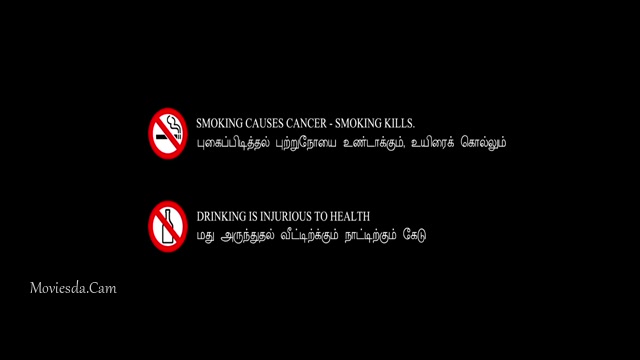 SMOKING CAUSES CANCER - SMOKING KILLS.
புகைப்பிடித்தல் புற்றுநோயை உண்டாக்கும், உயிரைக் கொல்லும்
DRINKING IS INJURIOUS TO HEALTH
மது அருந்துதல் வீட்டிற்க்கும் நாட்டிற்கும் கேடு
Moviesda.Cam